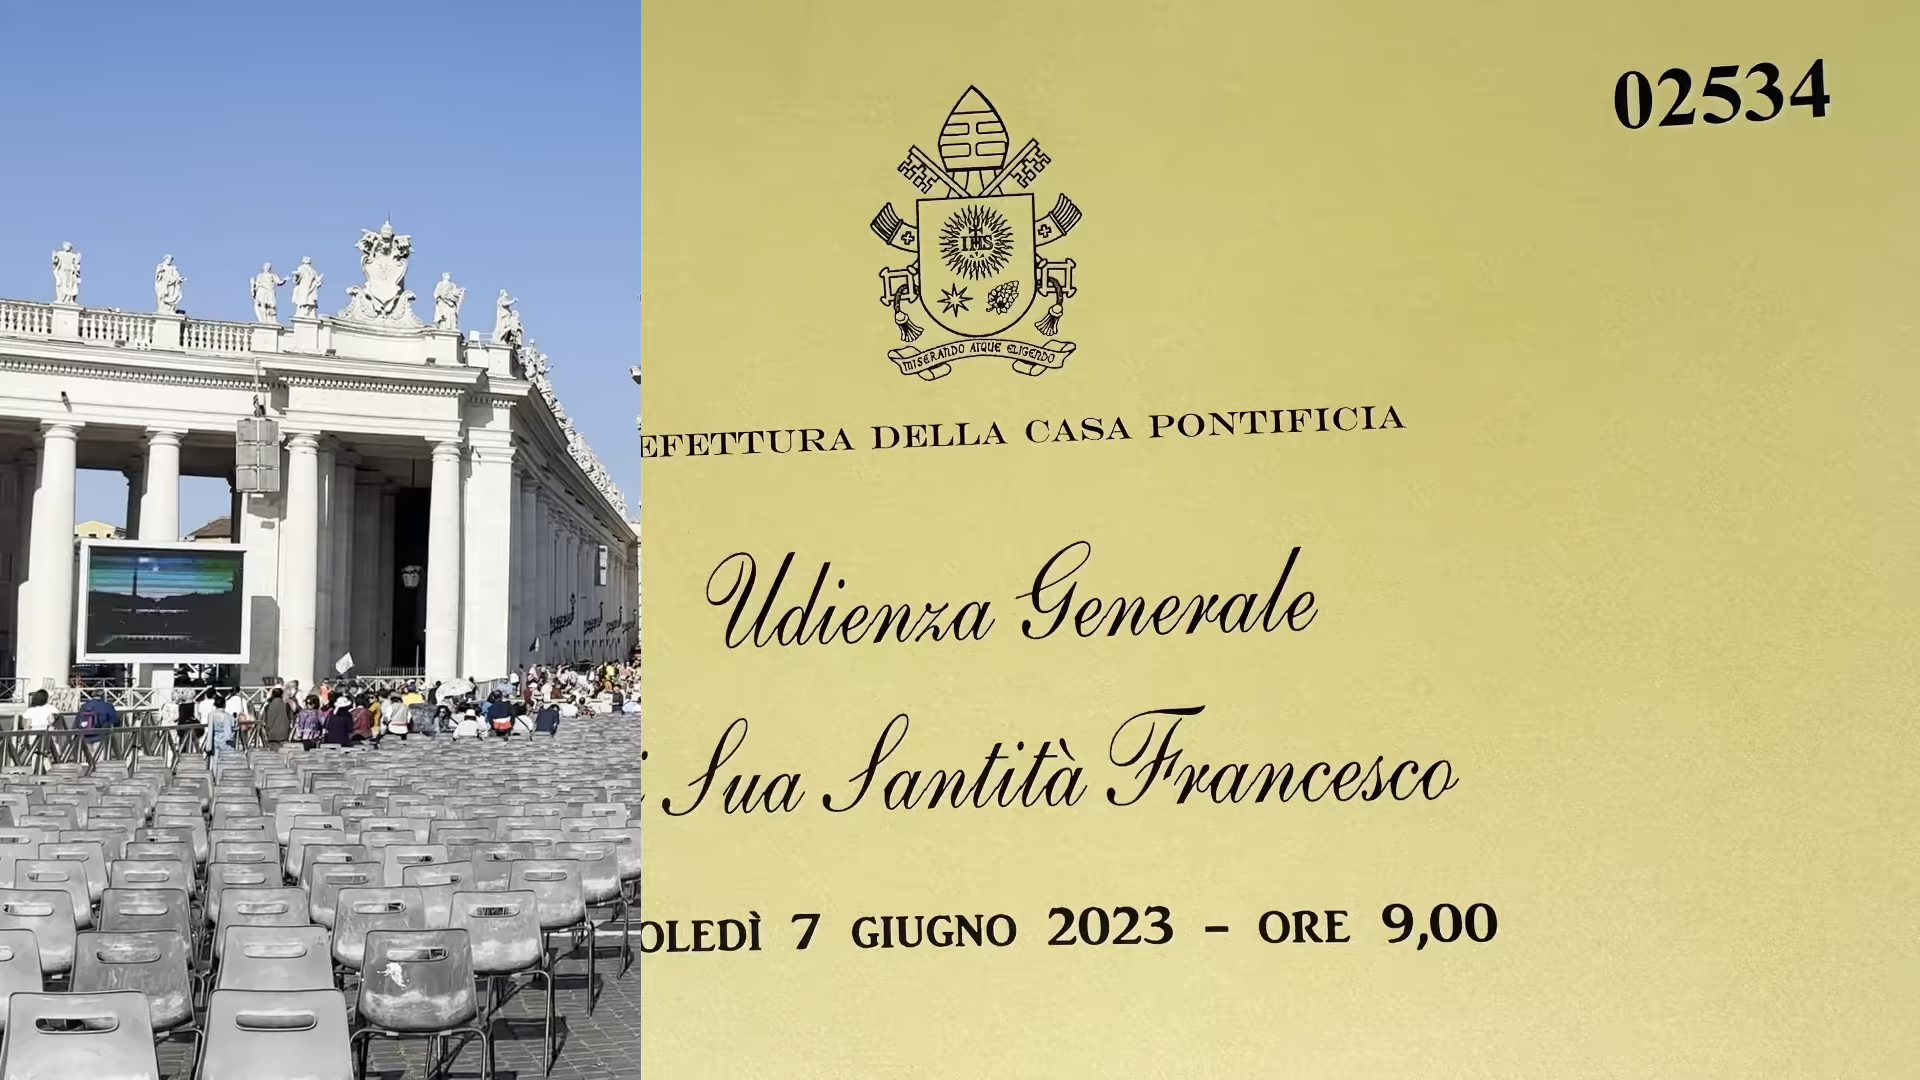 02534
IHS
MISERANDO ATQUE ELIGENDO
EFETTURA DELLA CASA PONTIFICIA
Udienza Generale
i Sua Santità Francesco
OLEDÌ 7 GIUGNO 2023 – ORE 9,00